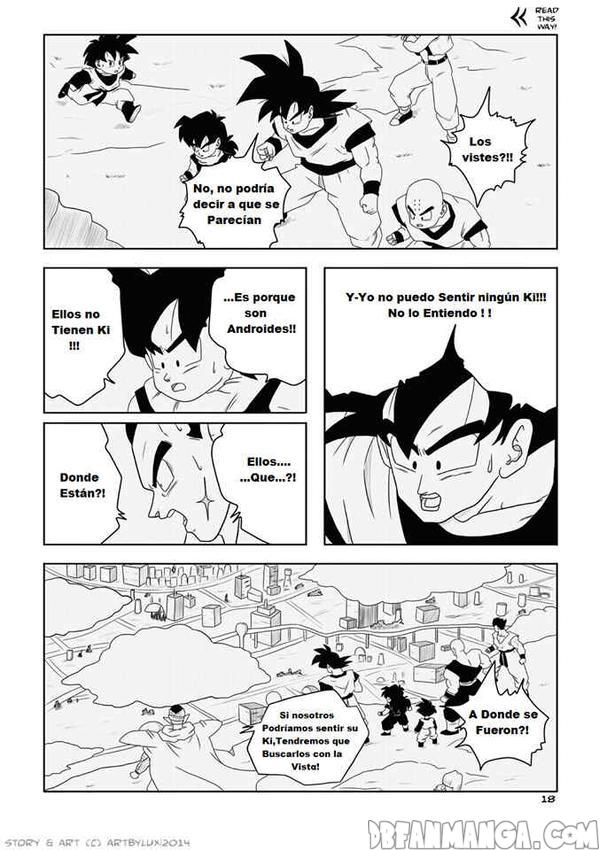 READ
THIS
WAY!
Los
vistes?!!
No, no podría
decir a que se
Parecían
Y-Yo no puedo Sentir ningún Ki!!!
No lo Entiendo ! !
...Es porque
son
Androides!!
Ellos no
Tienen Ki
!!!
Ellos....
...Que...?!
Donde
Están?!
A Donde se
Fueron?!
Si nosotros
Podríamos sentir su
Ki,Tendremos que
Buscarlos con la
Vista!
18
STORY & ART (C) ARTBYLUX!2014
DBFANMANGA.COM